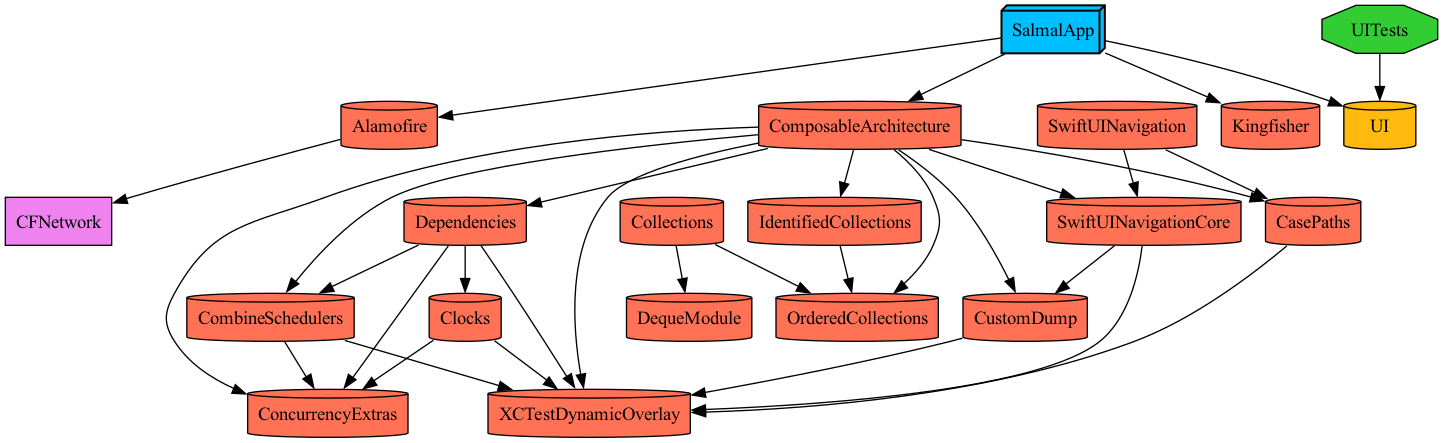 SalmalApp
UITests
Alamofire
ComposableArchitecture
SwiftUINavigation
Kingfisher
UI
CFNetwork
Dependencies
Collections
IdentifiedCollections
SwiftUINavigationCore
CasePaths
CombineSchedulers
Clocks
DequeModule
OrderedCollections
CustomDump
ConcurrencyExtras
XCTestDynamicOverlay